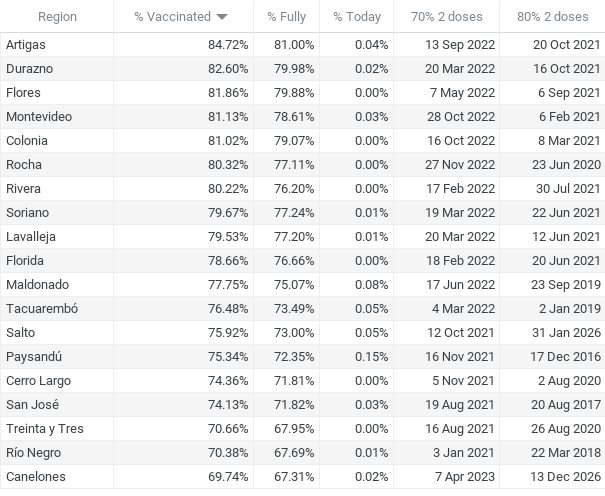 Region % Vaccinated % Fully % Today 70% 2 doses 80% 2 doses
Artigas 84.72% 81.00% 0.04% 13 Sep 2022 20 Oct 2021
Durazno 82.60% 79.98% 0.02% 20 Mar 2022 16 Oct 2021
Flores 81.86% 79.88% 0.00% 7 May 2022 6 Sep 2021
Montevideo 81.13% 78.61% 0.03% 28 Oct 2022 6 Feb 2021
Colonia 81.02% 79.07% 0.00% 16 Oct 2022 8 Mar 2021
Rocha 80.32% 77.11% 0.00% 27 Nov 2022 23 Jun 2020
Rivera 80.22% 76.20% 0.00% 17 Feb 2022 30 Jul 2021
Soriano 79.67% 77.24% 0.01% 19 Mar 2022 22 Jun 2021
Lavalleja 79.53% 77.20% 0.01% 20 Mar 2022 12 Jun 2021
Florida 78.66% 76.66% 0.00% 18 Feb 2022 20 Jun 2021
Maldonado 77.75% 75.07% 0.08% 17 Jun 2022 23 Sep 2019
Tacuarembó 76.48% 73.49% 0.05% 4 Mar 2022 2 Jan 2019
Salto 75.92% 73.00% 0.05% 12 Oct 2021 31 Jan 2026
Paysandú 75.34% 72.35% 0.15% 16 Nov 2021 17 Dec 2016
Cerro Largo 74.36% 71.81% 0.00% 5 Nov 2021 2 Aug 2020
San José 74.13% 71.82% 0.03% 19 Aug 2021 20 Aug 2017
Treinta y Tres 70.66% 67.95% 0.00% 16 Aug 2021 26 Aug 2020
Río Negro 70.38% 67.69% 0.01% 3 Jan 2021 22 Mar 2018
Canelones 69.74% 67.31% 0.02% 7 Apr 2023 13 Dec 2026